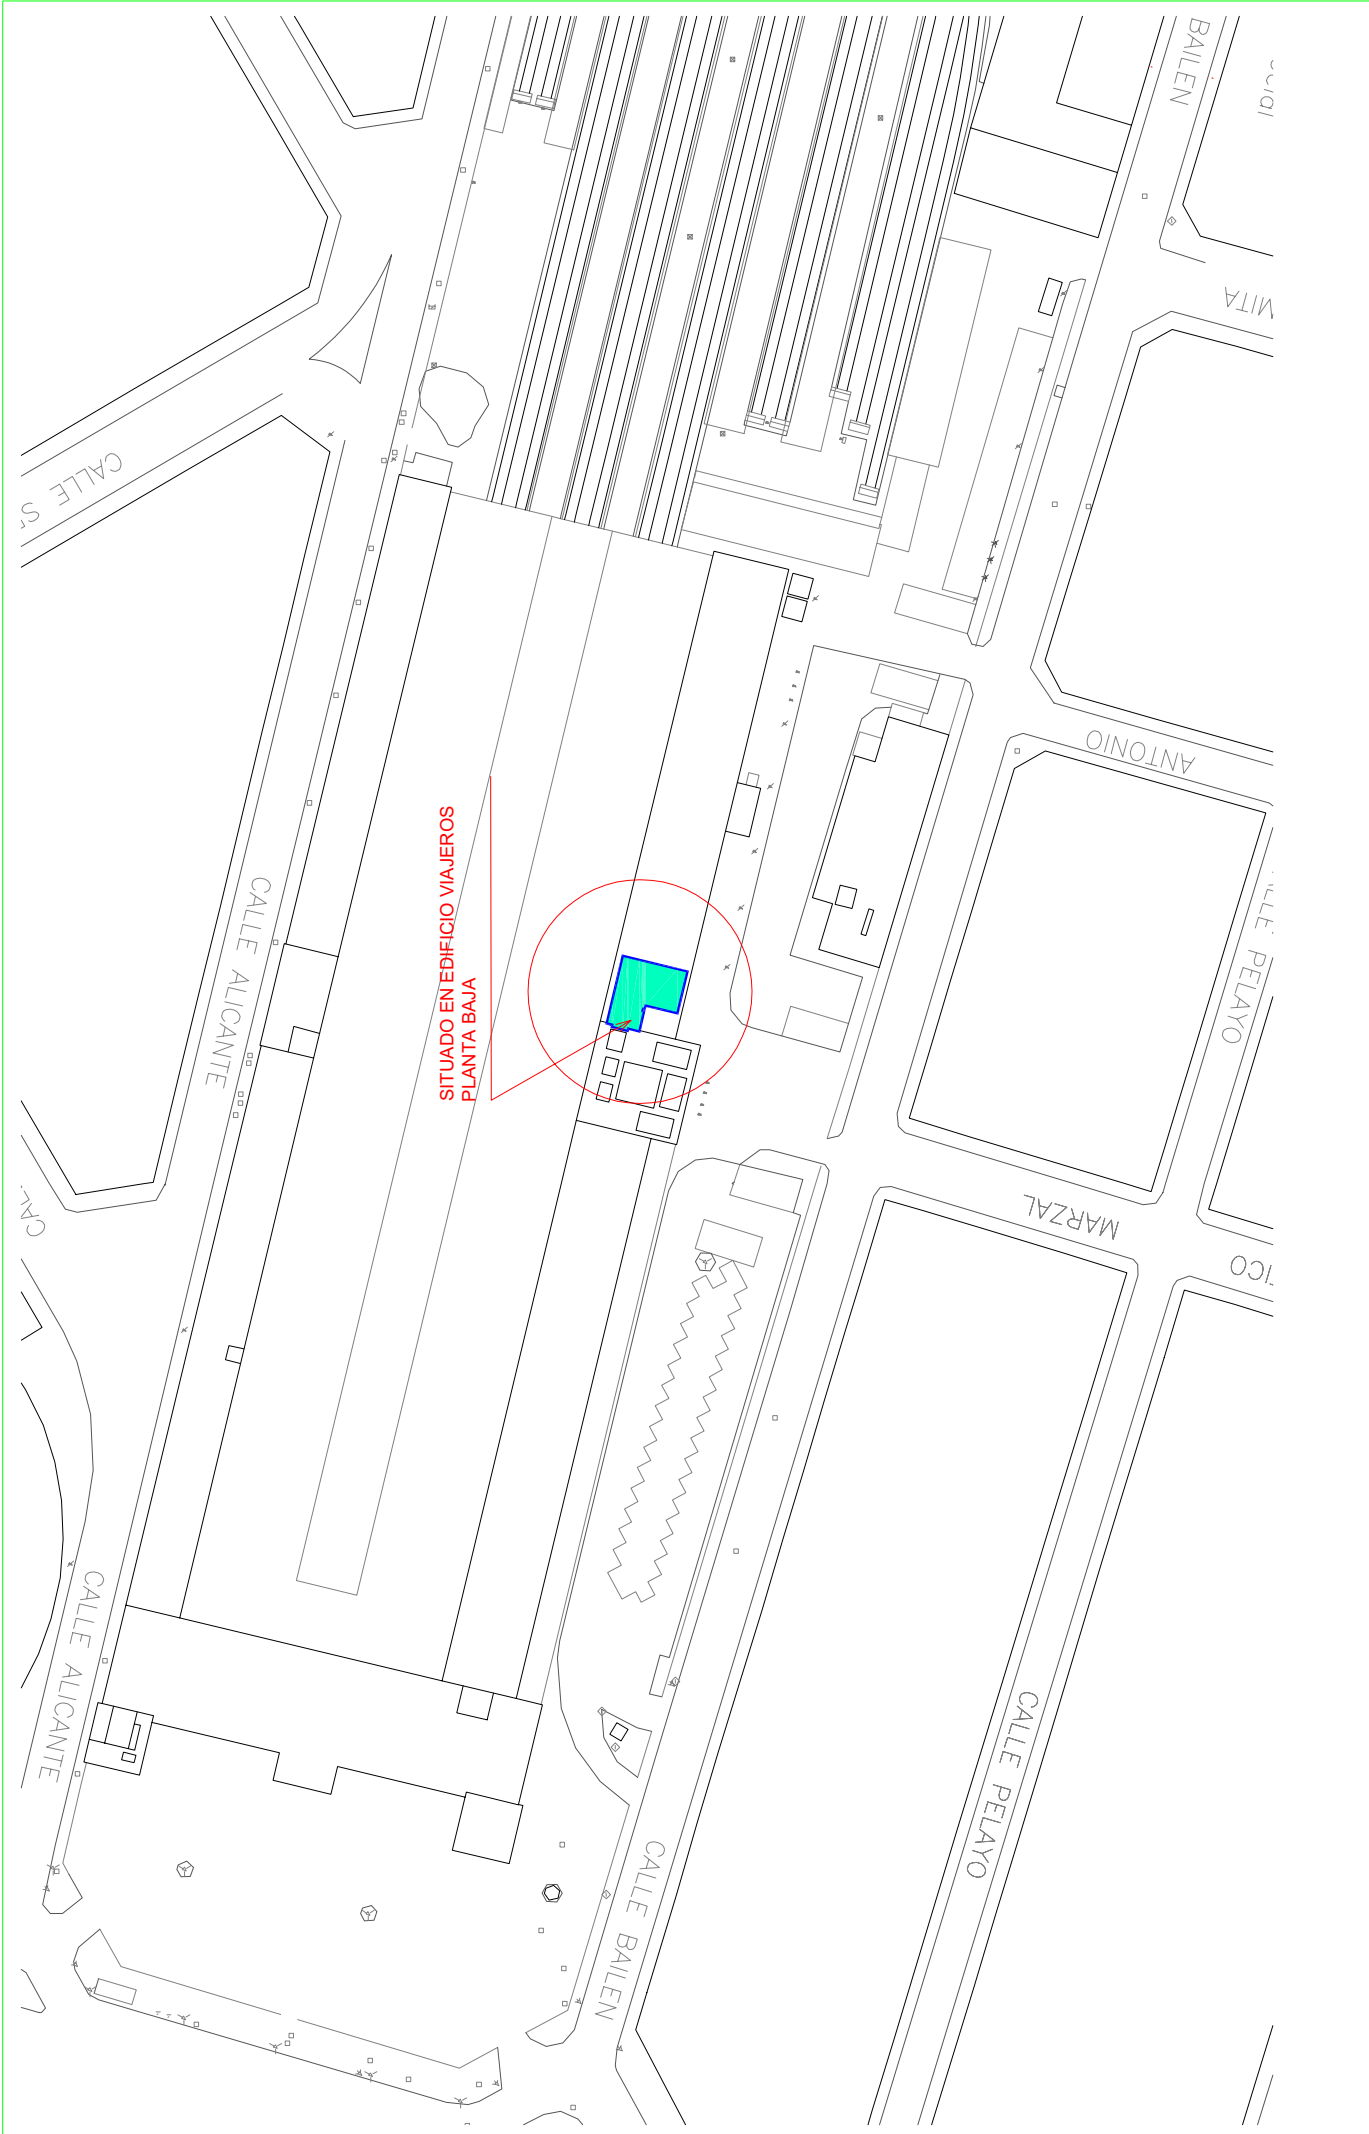 BAILEN
CALLE
ANTONIO
CALLE ALICANTE
SITUADO EN EDIFICIO VIAJEROS
PLANTA BAJA
PELAYO
MARZAL
CALLE ALICANTE
CALLE PELAYO
CALLE BAILEN